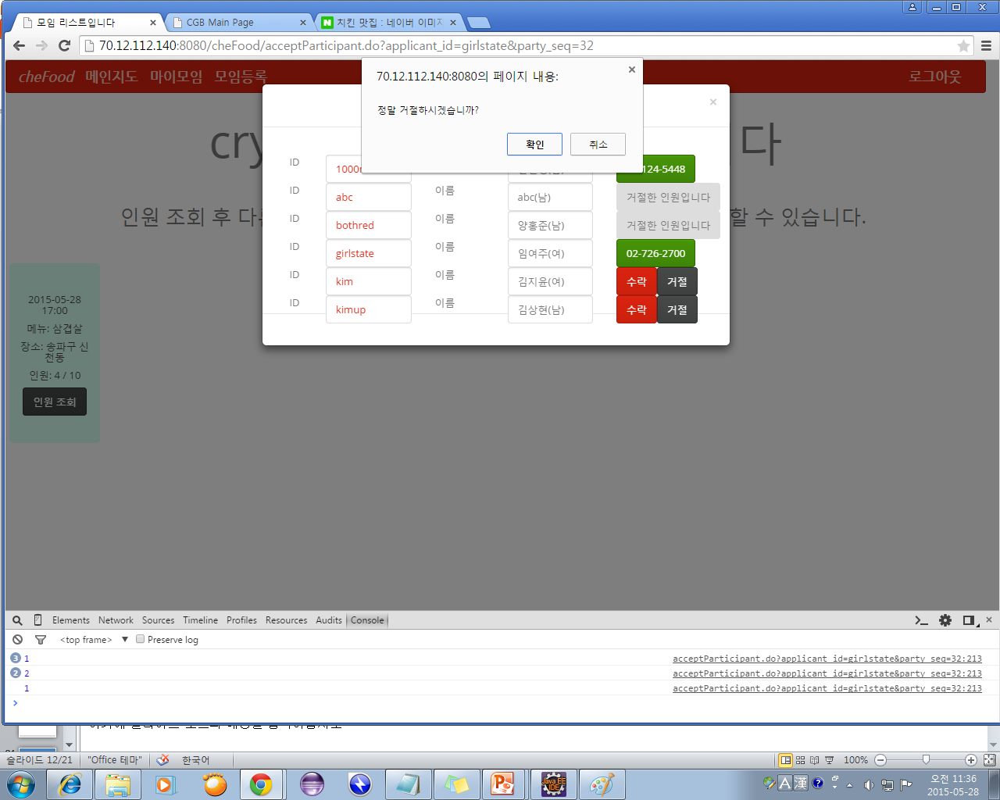 모임 리스트입니다
CGB Main Page
치킨 맛집 : 네이버 이미지
70.12.112.140:8080/cheFood/acceptParticipant.do?applicant_id=girlstate&party_seq=32
cheFood 메인지도 마이모임 모임등록 로그아웃
70.12.112.140:8080의 페이지 내용:
정말 거절하시겠습니까?
확인 취소
cry 다
인원 조회 후 할 수 있습니다.
ID 124-5448
ID abc 이름 abc(남) 거절한 인원입니다
ID bothred 이름 양홍준(남) 거절한 인원입니다
ID girlstate 이름 임여주(여) 02-726-2700
ID kim 이름 김지윤(여) 수락 거절
ID kimup 이름 김상현(남) 수락 거절
2015-05-28
17:00
메뉴: 삼겹살
장소: 송파구 신
천동
인원: 4 / 10
인원 조회
Elements Network Sources Timeline Profiles Resources Audits Console
<top frame> ▼ Preserve log
3 1 acceptParticipant.do?applicant_id=girlstate&party_seq=32:213
2 2 acceptParticipant.do?applicant_id=girlstate&party_seq=32:213
1 acceptParticipant.do?applicant_id=girlstate&party_seq=32:213
>
슬라이드 12/21 "Office 테마" 한국어 100%
Java EE
IDE
A 漢
오전 11:36
2015-05-28